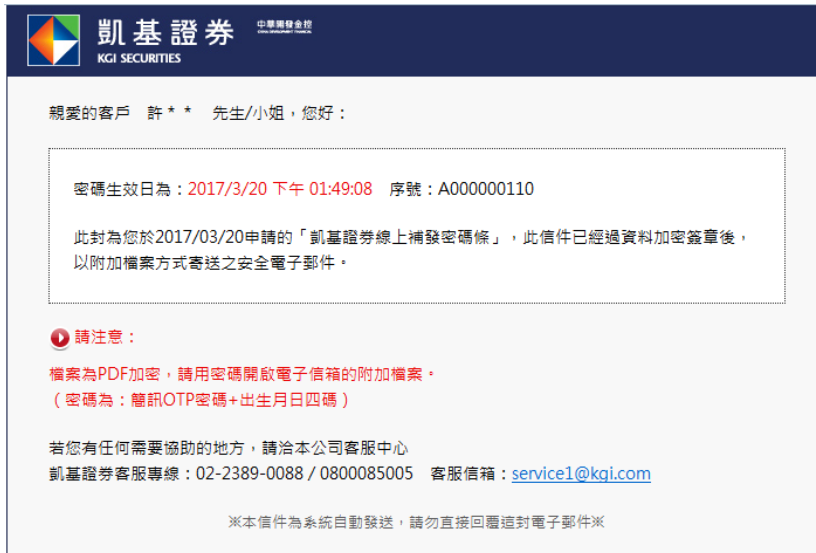 凱基證券 中華開發金控
KGI SECURITIES CHINA DEVELOPMENT FINANCIAL
親愛的客戶 許** 先生/小姐,您好:
密碼生效日為:2017/3/20 下午 01:49:08 序號:A000000110
此封為您於2017/03/20申請的「凱基證券線上補發密碼條」,此信件已經過資料加密簽章後,
以附加檔案方式寄送之安全電子郵件。
請注意:
檔案為PDF加密,請用密碼開啟電子信箱的附加檔案。
(密碼為:簡訊OTP密碼+出生月日四碼)
若您有任何需要協助的地方,請洽本公司客服中心
凱基證券客服專線:02-2389-0088 / 0800085005 客服信箱:service1@kgi.com
※本信件為系統自動發送,請勿直接回覆這封電子郵件※